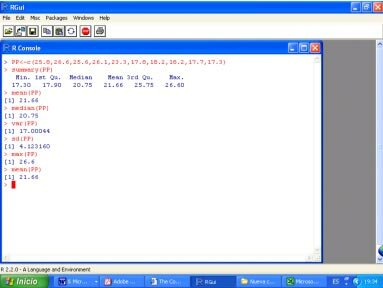 RGui
File Edit Misc Packages Windows Help
R Console
> PP<-c(25.8,26.6,25.6,26.1,23.3,17.8,18.2,18.2,17.7,17.3)
> summary(PP)
Min. 1st Qu. Median Mean 3rd Qu. Max.
17.30 17.90 20.75 21.66 25.75 26.60
> mean(PP)
[1] 21.66
> median(PP)
[1] 20.75
> var(PP)
[1] 17.00044
> sd(PP)
[1] 4.123160
> max(PP)
[1] 26.6
> mean(PP)
[1] 21.66
>
R 2.2.0 - A Language and Environment
Inicio
Adobe ...
The Co...
RGui
Nueva c...
Microso...
ES
19:34